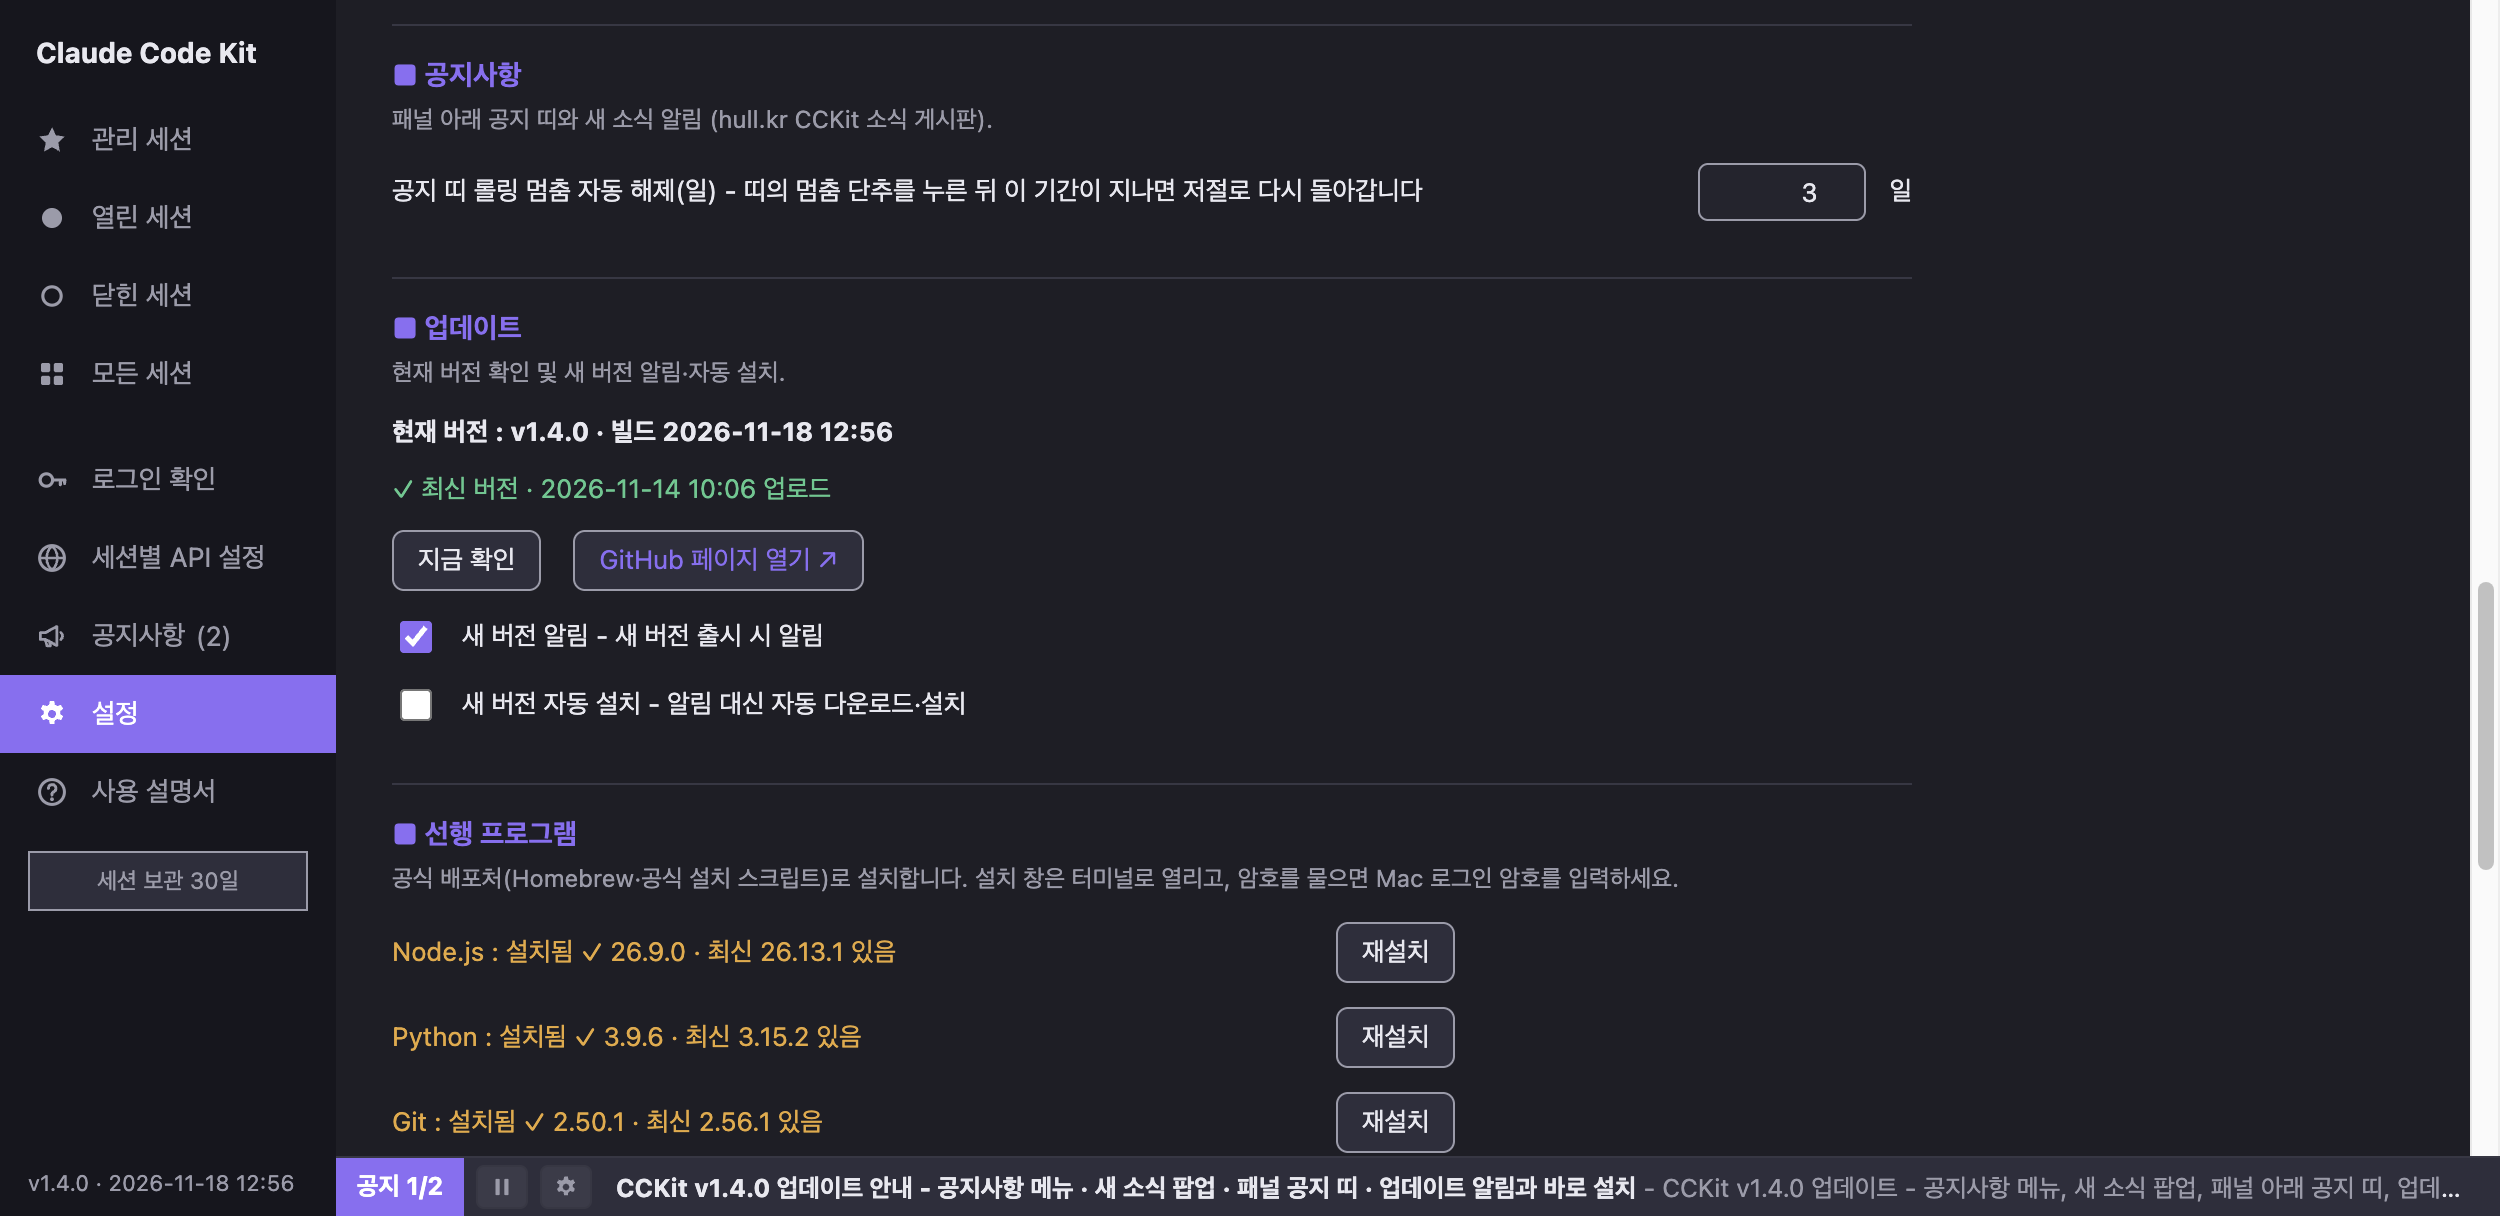 Claude Code Kit
관리 세션
열린 세션
닫힌 세션
모든 세션
로그인 확인
세션별 API 설정
공지사항 (2)
설정
사용 설명서
세션 보관 30일
v1.4.0 · 2026-11-18 12:56
공지사항
패널 아래 공지 띠와 새 소식 알림 (hull.kr CCKit 소식 게시판).
공지 띠 롤링 멈춤 자동 해제(일) – 띠의 멈춤 단추를 누른 뒤 이 기간이 지나면 저절로 다시 돌아갑니다 3 일
업데이트
현재 버전 확인 및 새 버전 알림·자동 설치.
현재 버전 : v1.4.0 · 빌드 2026-11-18 12:56
✓ 최신 버전 · 2026-11-14 10:06 업로드
지금 확인 GitHub 페이지 열기 ↗
새 버전 알림 – 새 버전 출시 시 알림
새 버전 자동 설치 – 알림 대신 자동 다운로드·설치
선행 프로그램
공식 배포처(Homebrew·공식 설치 스크립트)로 설치합니다. 설치 창은 터미널로 열리고, 암호를 물으면 Mac 로그인 암호를 입력하세요.
Node.js : 설치됨 ✓ 26.9.0 · 최신 26.13.1 있음 재설치
Python : 설치됨 ✓ 3.9.6 · 최신 3.15.2 있음 재설치
Git : 설치됨 ✓ 2.50.1 · 최신 2.56.1 있음 재설치
공지 1/2 CCKit v1.4.0 업데이트 안내 – 공지사항 메뉴 · 새 소식 팝업 · 패널 공지 띠 · 업데이트 알림과 바로 설치 – CCKit v1.4.0 업데이트 – 공지사항 메뉴, 새 소식 팝업, 패널 아래 공지 띠, 업데...